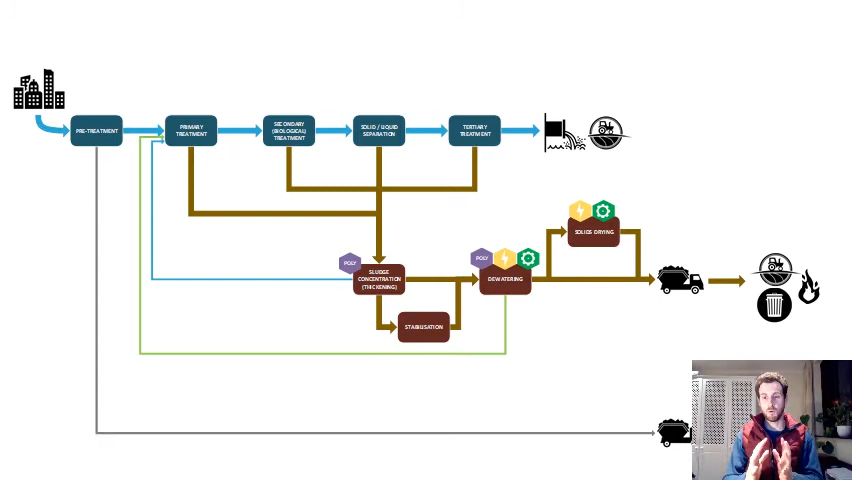 PRE-TREATMENT
PRIMARY
TREATMENT
SECONDARY
(BIOLOGICAL)
TREATMENT
SOLID / LIQUID
SEPARATION
TERTIARY
TREATMENT
SOLIDS DRYING
POLY
SLUDGE
CONCENTRATION
(THICKENING)
POLY
DEWATERING
STABILISATION